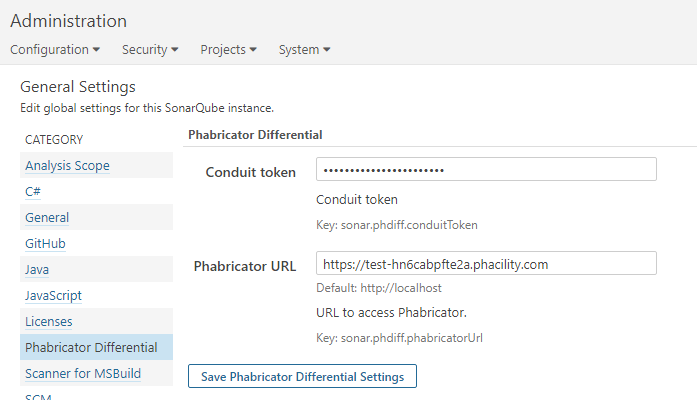 Administration
Configuration Security Projects System
General Settings
Edit global settings for this SonarQube instance.
CATEGORY
Analysis Scope
C#
General
GitHub
Java
JavaScript
Licenses
Phabricator Differential
Scanner for MSBuild
SCM
Phabricator Differential
Conduit token
•••••••••••••••••••••••
Conduit token
Key: sonar.phdiff.conduitToken
Phabricator URL
https://test-hn6cabpfte2a.phacility.com
Default: http://localhost
URL to access Phabricator.
Key: sonar.phdiff.phabricatorUrl
Save Phabricator Differential Settings